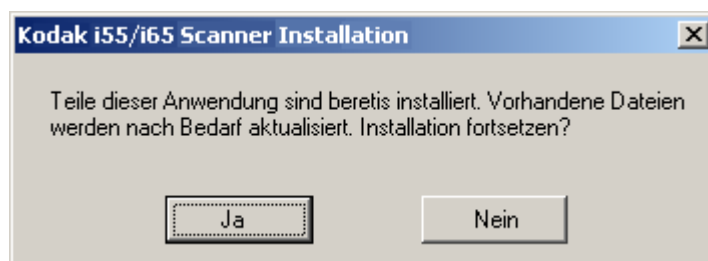 Kodak i55/i65 Scanner Installation
Teile dieser Anwendung sind beretis installiert. Vorhandene Dateien
werden nach Bedarf aktualisiert. Installation fortsetzen?
Ja
Nein